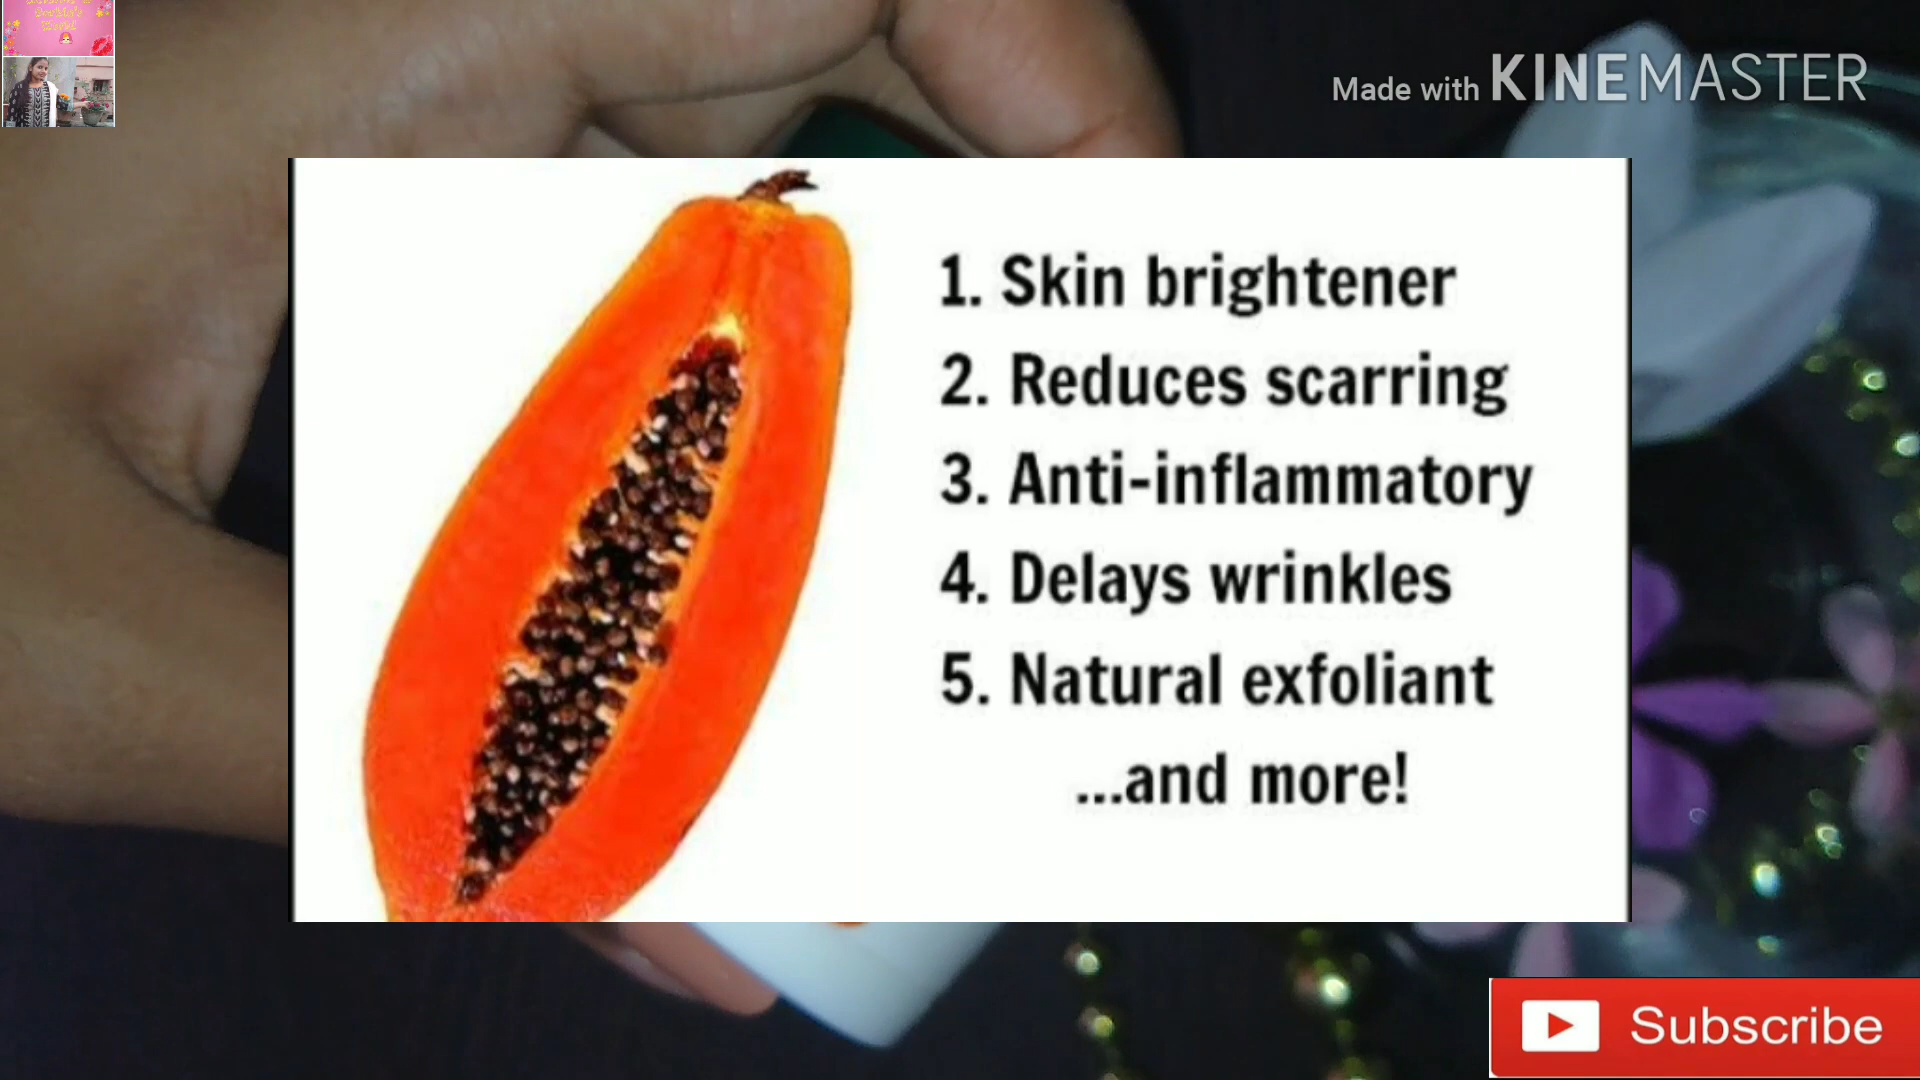 Made with KINEMASTER
1. Skin brightener
2. Reduces scarring
3. Anti-inflammatory
4. Delays wrinkles
5. Natural exfoliant
...and more!
Subscribe